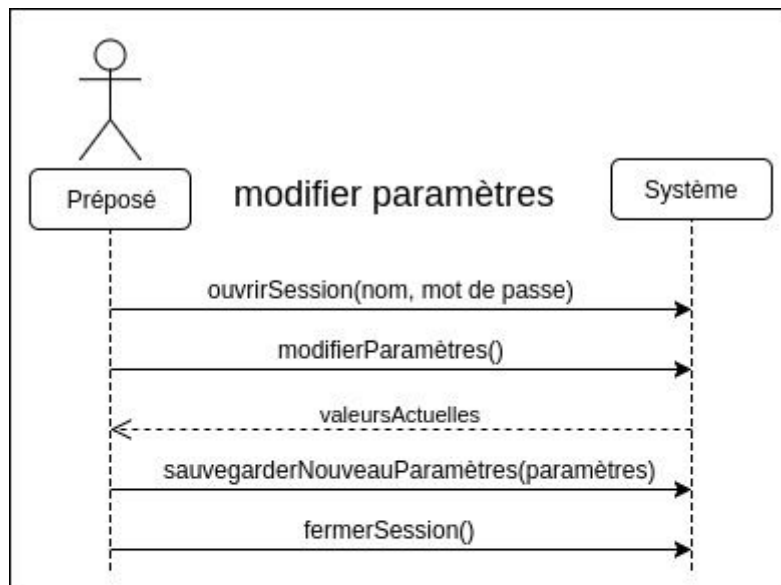 Préposé
modifier paramètres
Système
ouvrirSession(nom, mot de passe)
modifierParamètres()
valeursActuelles
sauvegarderNouveauParamètres(paramètres)
fermerSession()